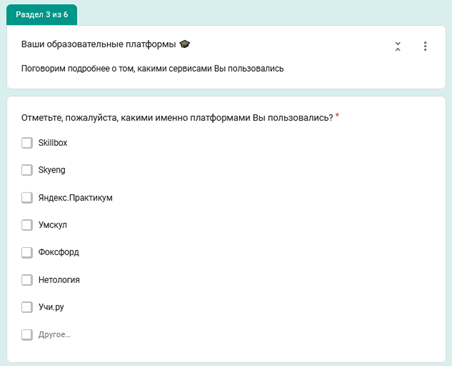 Раздел 3 из 6
Ваши образовательные платформы 🎓
Поговорим подробнее о том, какими сервисами Вы пользовались
Отметьте, пожалуйста, какими именно платформами Вы пользовались? *
Skillbox
Skyeng
Яндекс.Практикум
Умскул
Фоксфорд
Нетология
Учи.ру
Другое...